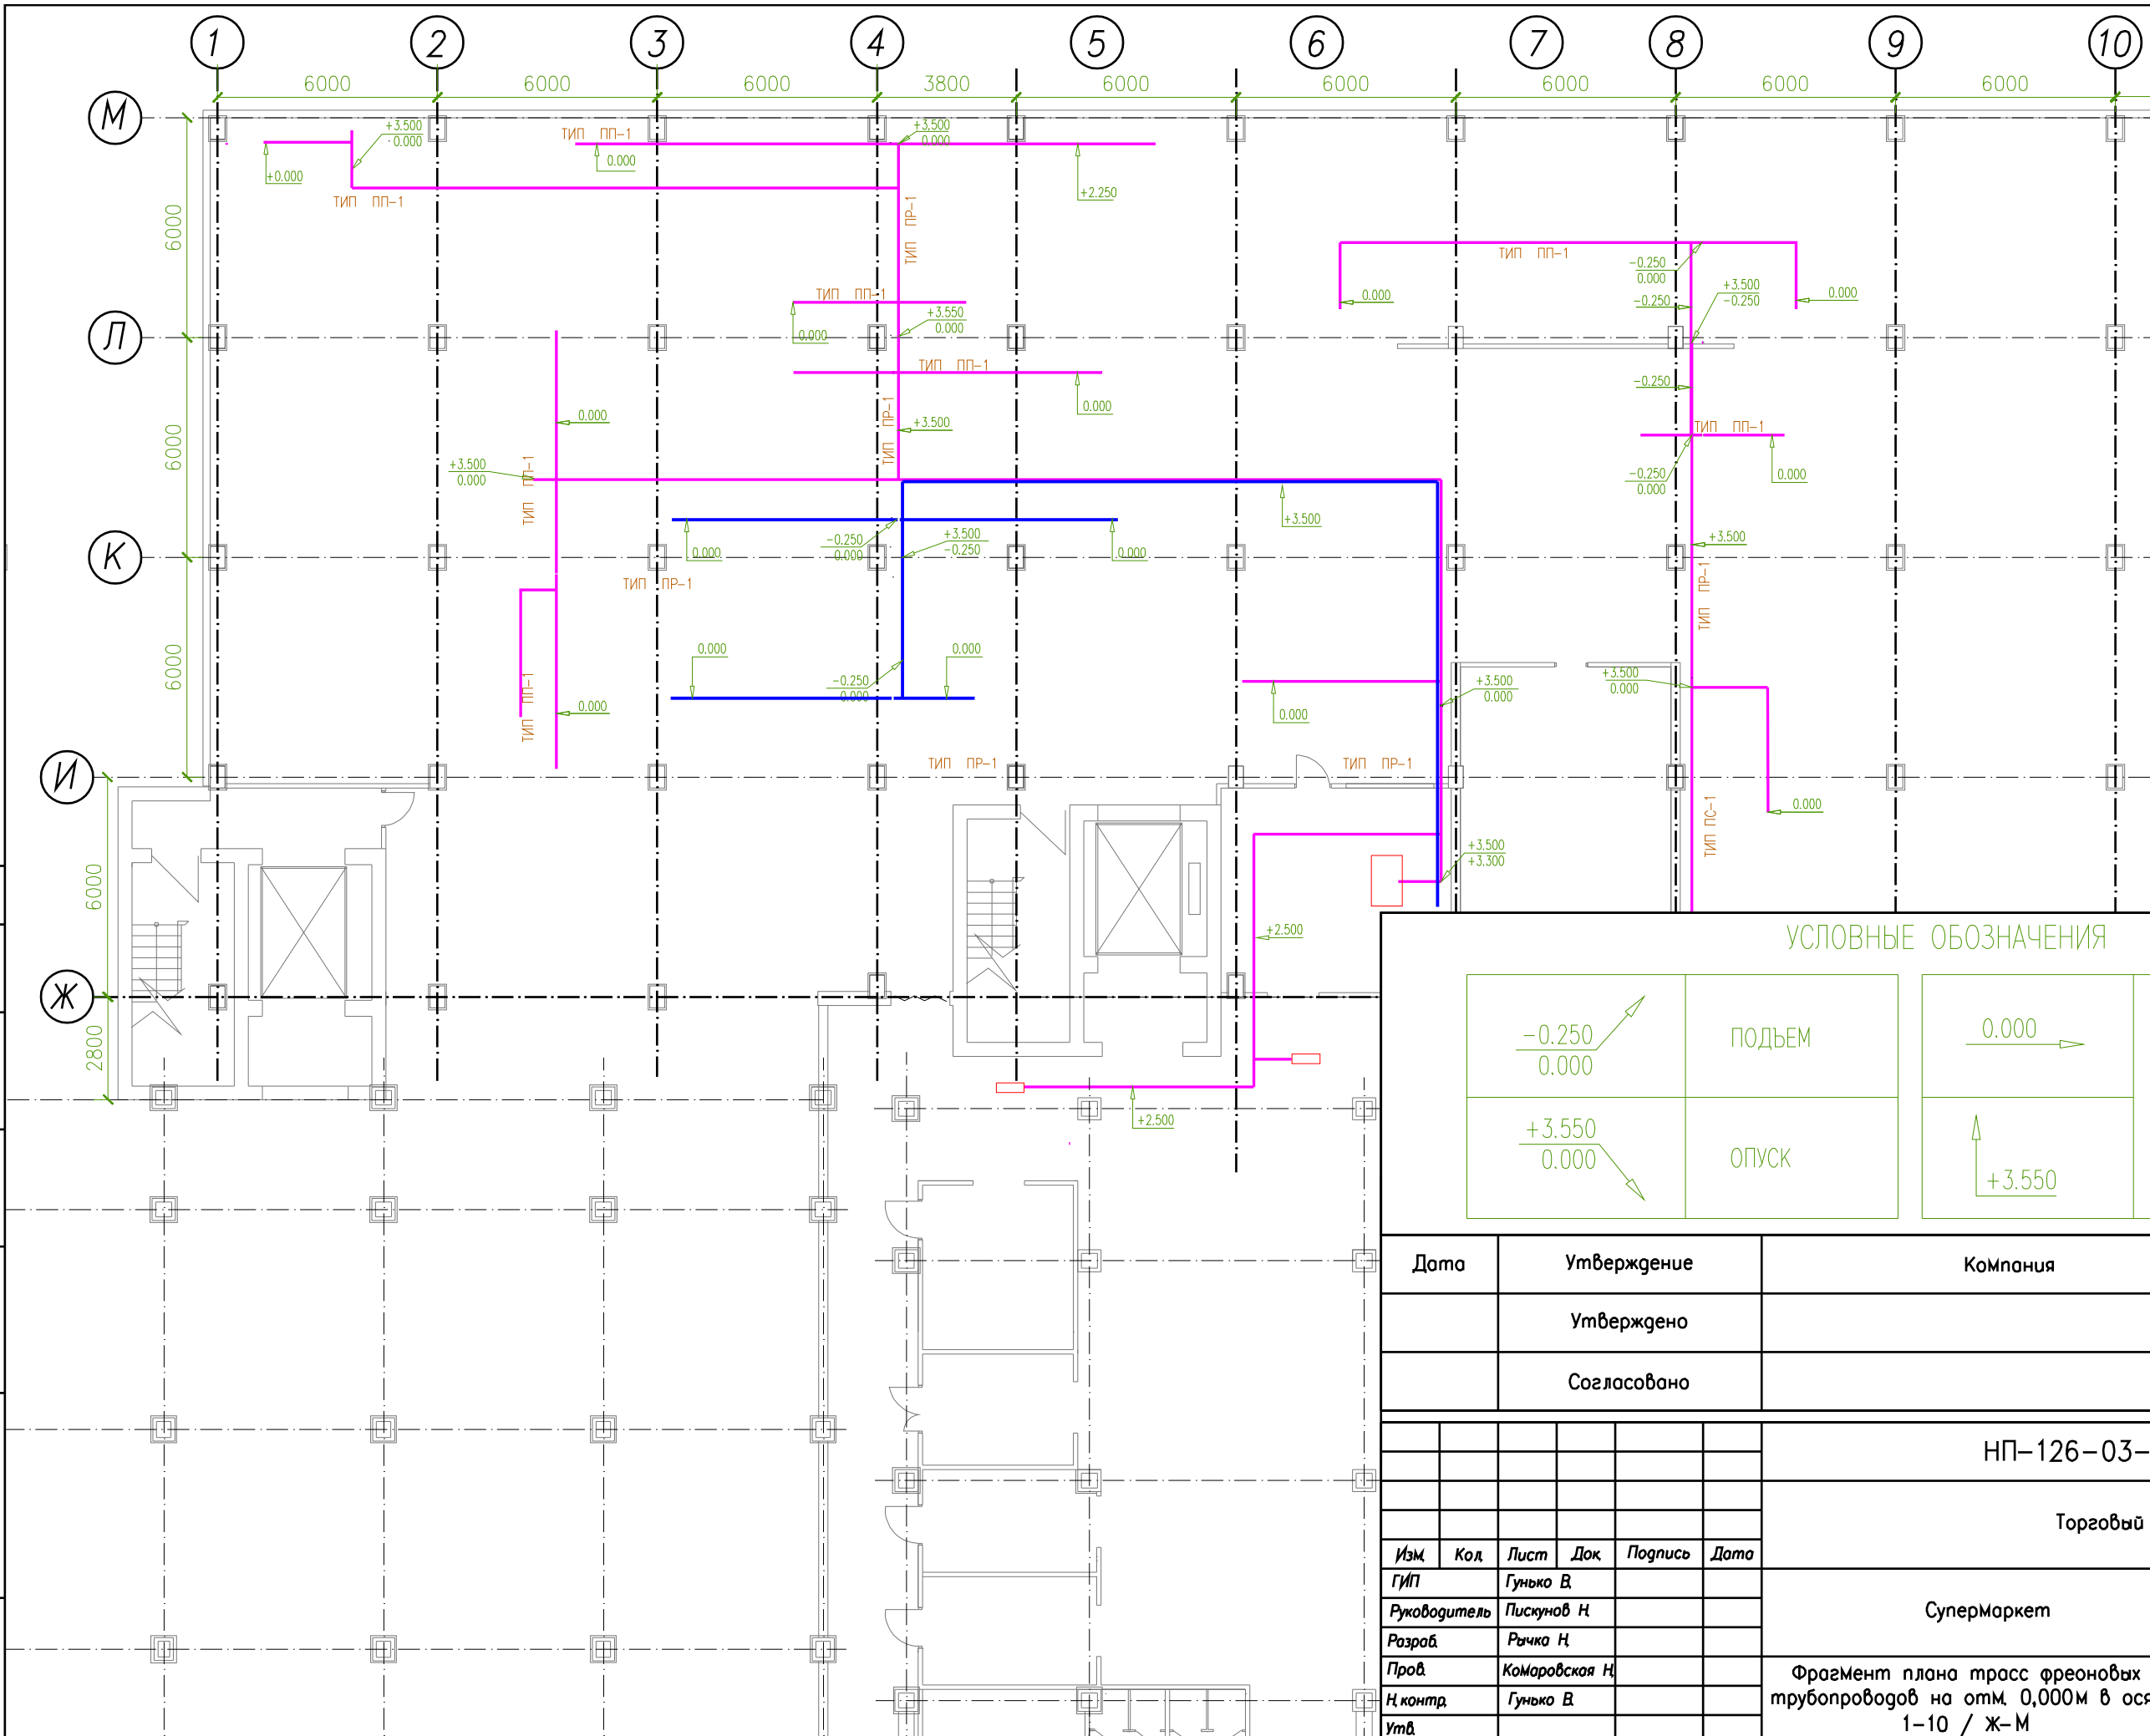 1 2 3 4 5 6 7 8 9 10
6000 6000 6000 3800 6000 6000 6000 6000 6000
М
+3.500
0.000
ТИП ПП-1
+3.500
0.000
0.000
+0.000
+2.250
ТИП ПП-1
ТИП ПР-1
6000
ТИП ПП-1
-0.250
0.000
+3.500
-0.250
-0.250
0.000
0.000
ТИП ПП-1
+3.550
0.000
0.000
Л
ТИП ПП-1
-0.250
0.000
0.000
ТИП ПР-1
+3.500
6000
ТИП ПП-1
+3.500
0.000
ТИП ПП-1
-0.250
0.000
0.000
+3.500
-0.250
0.000
+3.500
-0.250
0.000
0.000
+3.500
К
ТИП ПР-1
ТИП ПР-1
6000
0.000
0.000
-0.250
0.000
+3.500
0.000
+3.500
0.000
ТИП ПП-1
0.000
0.000
И
ТИП ПР-1
ТИП ПР-1
0.000
ТИП ПС-1
+3.500
+3.300
6000
+2.500
Ж
2800
+2.500
УСЛОВНЫЕ ОБОЗНАЧЕНИЯ
-0.250
0.000
ПОДЪЕМ
0.000
+3.550
0.000
ОПУСК
+3.550
Дата Утверждение Компания
Утверждено
Согласовано
НП-126-03-
Торговый
Изм. Кол. Лист Док. Подпись Дата
ГИП Гунько В.
Руководитель Пискунов Н.
Супермаркет
Разраб. Рычка Н.
Пров. Комаровская Н.
Н.контр. Гунько В.
Утв.
Фрагмент плана трасс фреоновых
трубопроводов на отм. 0,000м в ося
1-10 / Ж-М